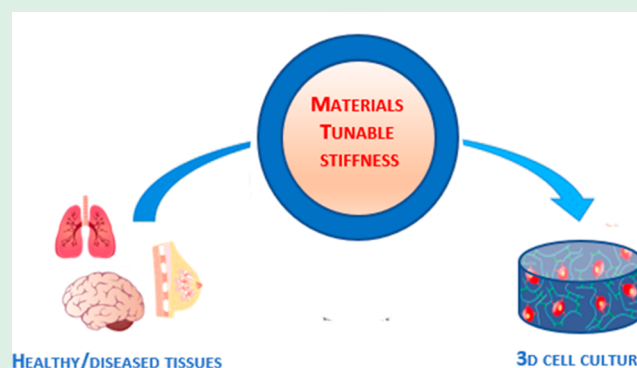 MATERIALS
TUNABLE
STIFFNESS
HEALTHY/DISEASED TISSUES
3D CELL CULTUR